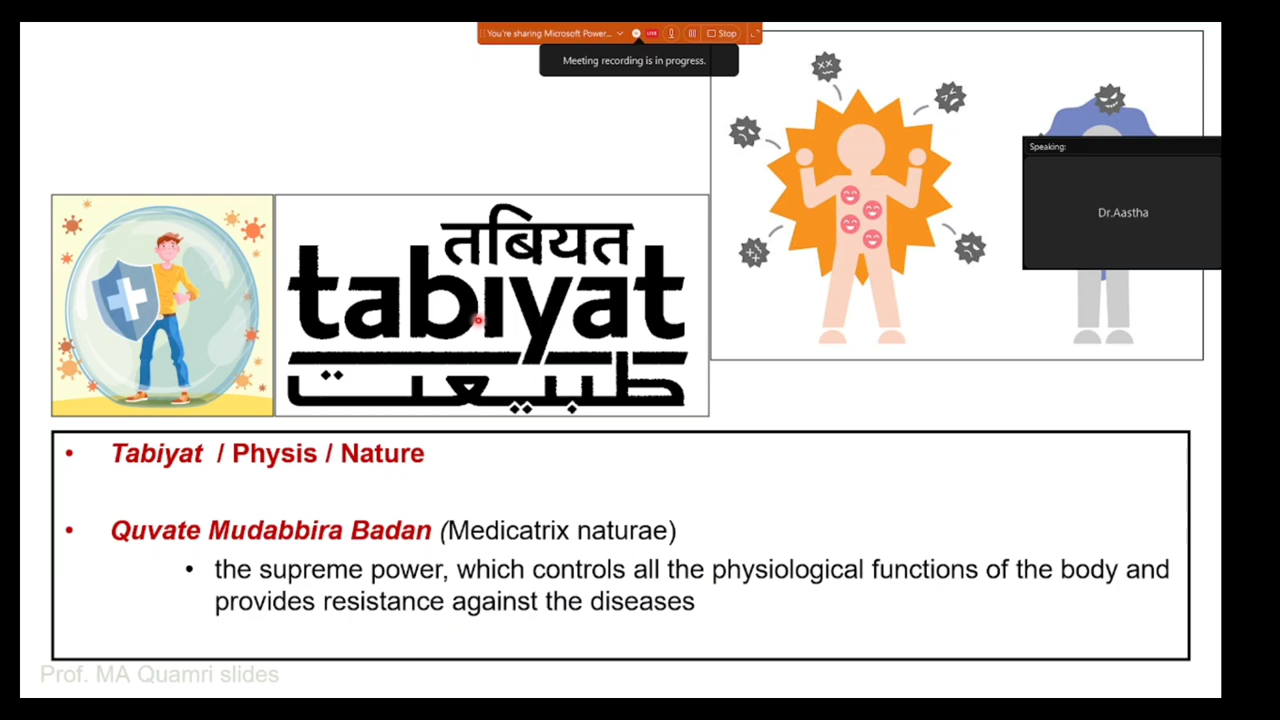 You're sharing Microsoft Power...
LIVE
Stop
Meeting recording is in progress.
Speaking:
Dr.Aastha
तबियत
tabiyat
طبیعت
• Tabiyat / Physis / Nature
• Quvate Mudabbira Badan (Medicatrix naturae)
• the supreme power, which controls all the physiological functions of the body and
provides resistance against the diseases
Prof. MA Quamri slides